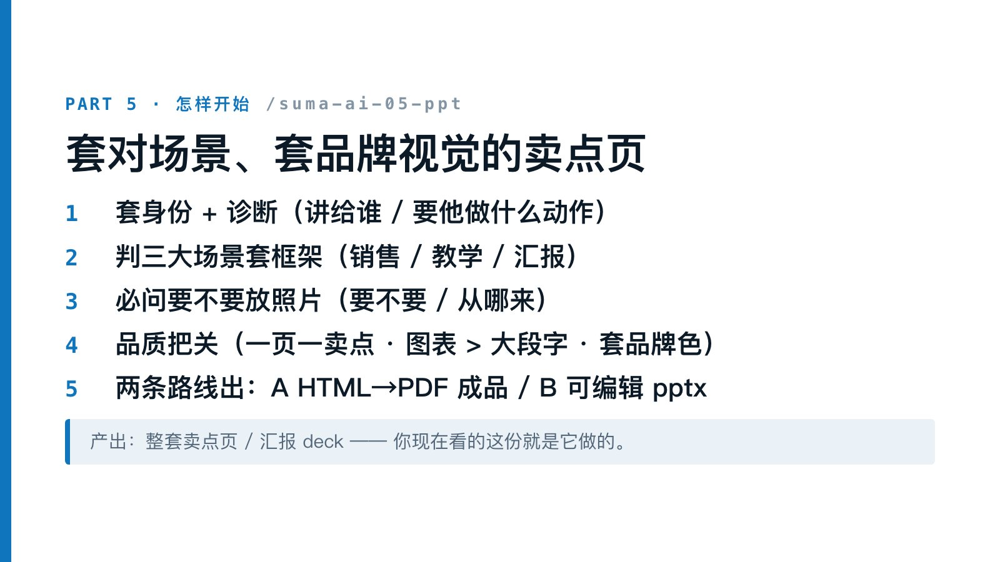 PART 5 · 怎样开始 /suma-ai-05-ppt
套对场景、套品牌视觉的卖点页
1 套身份 + 诊断（讲给谁 / 要他做什么动作）
2 判三大场景套框架（销售 / 教学 / 汇报）
3 必问要不要放照片（要不要 / 从哪来）
4 品质把关（一页一卖点 · 图表 > 大段字 · 套品牌色）
5 两条路线出：A HTML→PDF 成品 / B 可编辑 pptx
产出：整套卖点页 / 汇报 deck —— 你现在看的这份就是它做的。